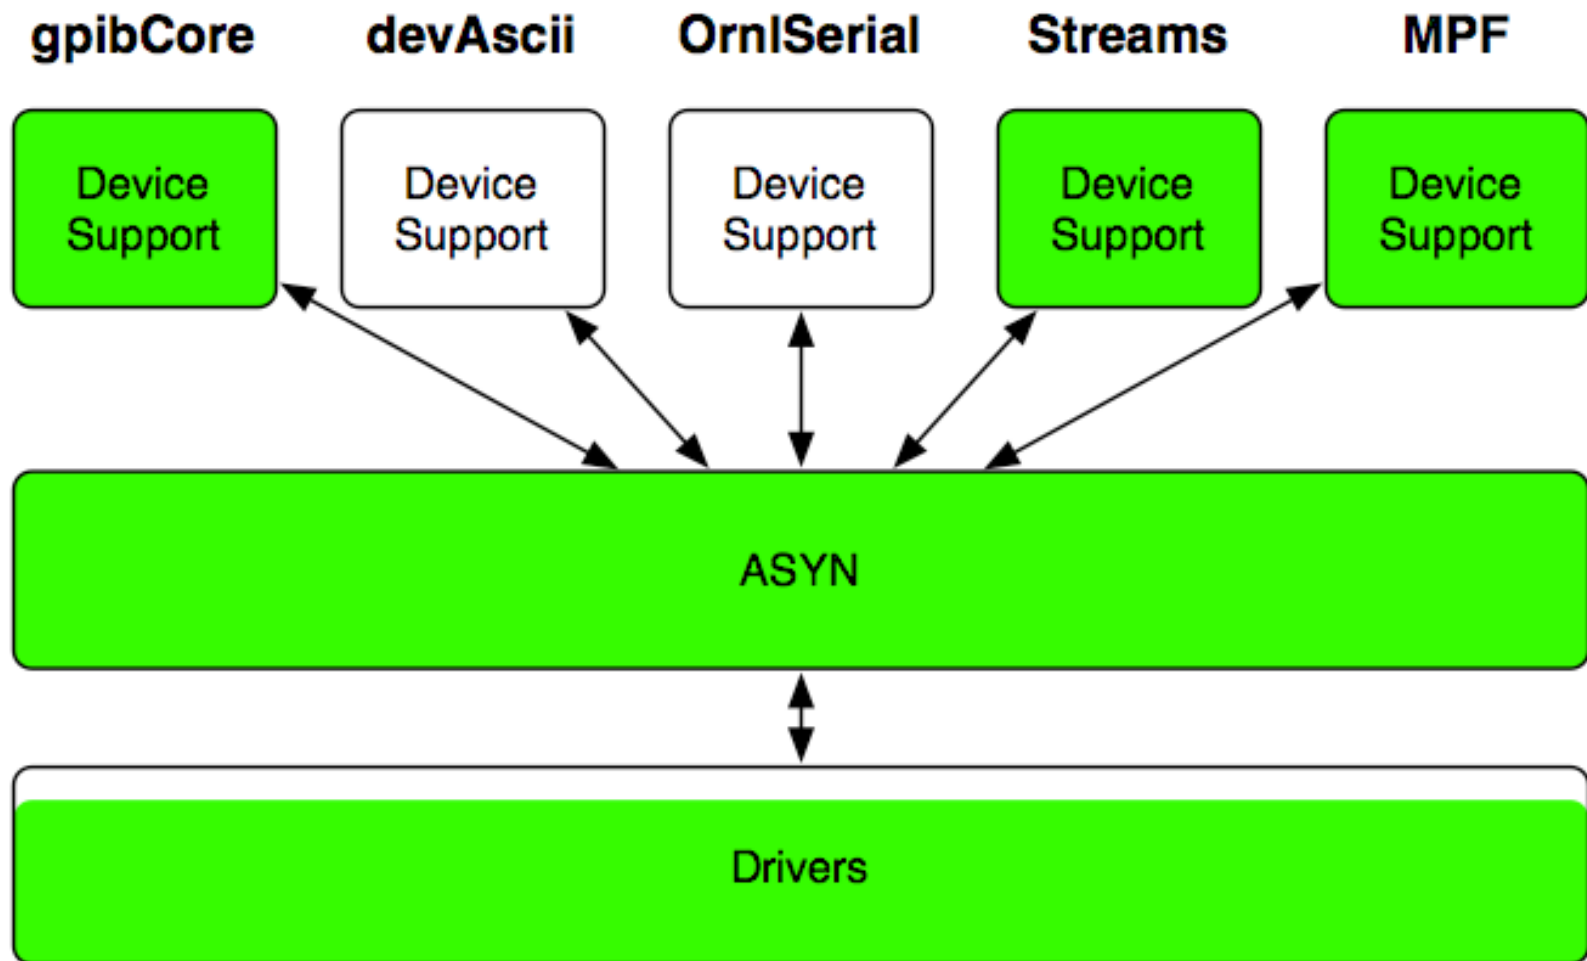 gpibCore devAscii OrnlSerial Streams MPF
Device Device Device Device Device
Support Support Support Support Support
ASYN
Drivers